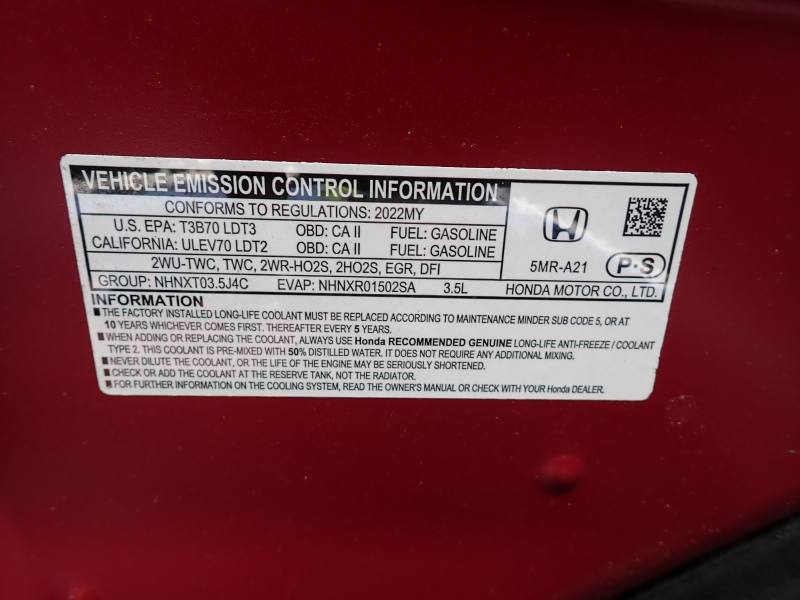 VEHICLE EMISSION CONTROL INFORMATION
CONFORMS TO REGULATIONS: 2022MY
U.S. EPA: T3B70 LDT3 OBD: CA II FUEL: GASOLINE
CALIFORNIA: ULEV70 LDT2 OBD: CA II FUEL: GASOLINE
2WU-TWC, TWC, 2WR-HO2S, 2HO2S, EGR, DFI
GROUP: NHNXT03.5J4C EVAP: NHNXR01502SA 3.5L
5MR-A21 P-S
HONDA MOTOR CO., LTD.
INFORMATION
■ THE FACTORY INSTALLED LONG-LIFE COOLANT MUST BE REPLACED ACCORDING TO MAINTENANCE MINDER SUB CODE 5, OR AT
10 YEARS WHICHEVER COMES FIRST. THEREAFTER EVERY 5 YEARS.
■ WHEN ADDING OR REPLACING THE COOLANT, ALWAYS USE Honda RECOMMENDED GENUINE LONG-LIFE ANTI-FREEZE / COOLANT
TYPE 2. THIS COOLANT IS PRE-MIXED WITH 50% DISTILLED WATER. IT DOES NOT REQUIRE ANY ADDITIONAL MIXING.
■ NEVER DILUTE THE COOLANT, OR THE LIFE OF THE ENGINE MAY BE SERIOUSLY SHORTENED.
■ CHECK OR ADD THE COOLANT AT THE RESERVE TANK, NOT THE RADIATOR.
■ FOR FURTHER INFORMATION ON THE COOLING SYSTEM, READ THE OWNER'S MANUAL OR CHECK WITH YOUR Honda DEALER.